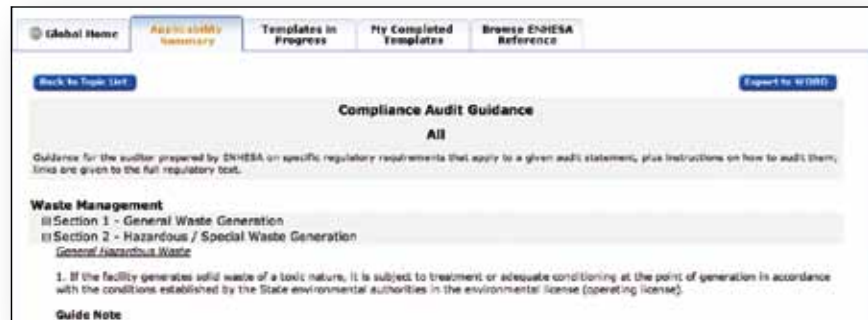 Global Home
Applicability Summary
Templates in Progress
My Completed Templates
Browse ENHESA Reference
Back to Topic List
Export to WORD
Compliance Audit Guidance
All
Guidance for the auditor prepared by ENHESA on specific regulatory requirements that apply to a given audit statement, plus instructions on how to audit them;
links are given to the full regulatory text.
Waste Management
Section 1 - General Waste Generation
Section 2 - Hazardous / Special Waste Generation
General Hazardous Waste
1. If the facility generates solid waste of a toxic nature, it is subject to treatment or adequate conditioning at the point of generation in accordance
with the conditions established by the State environmental authorities in the environmental license (operating license).
Guide Note